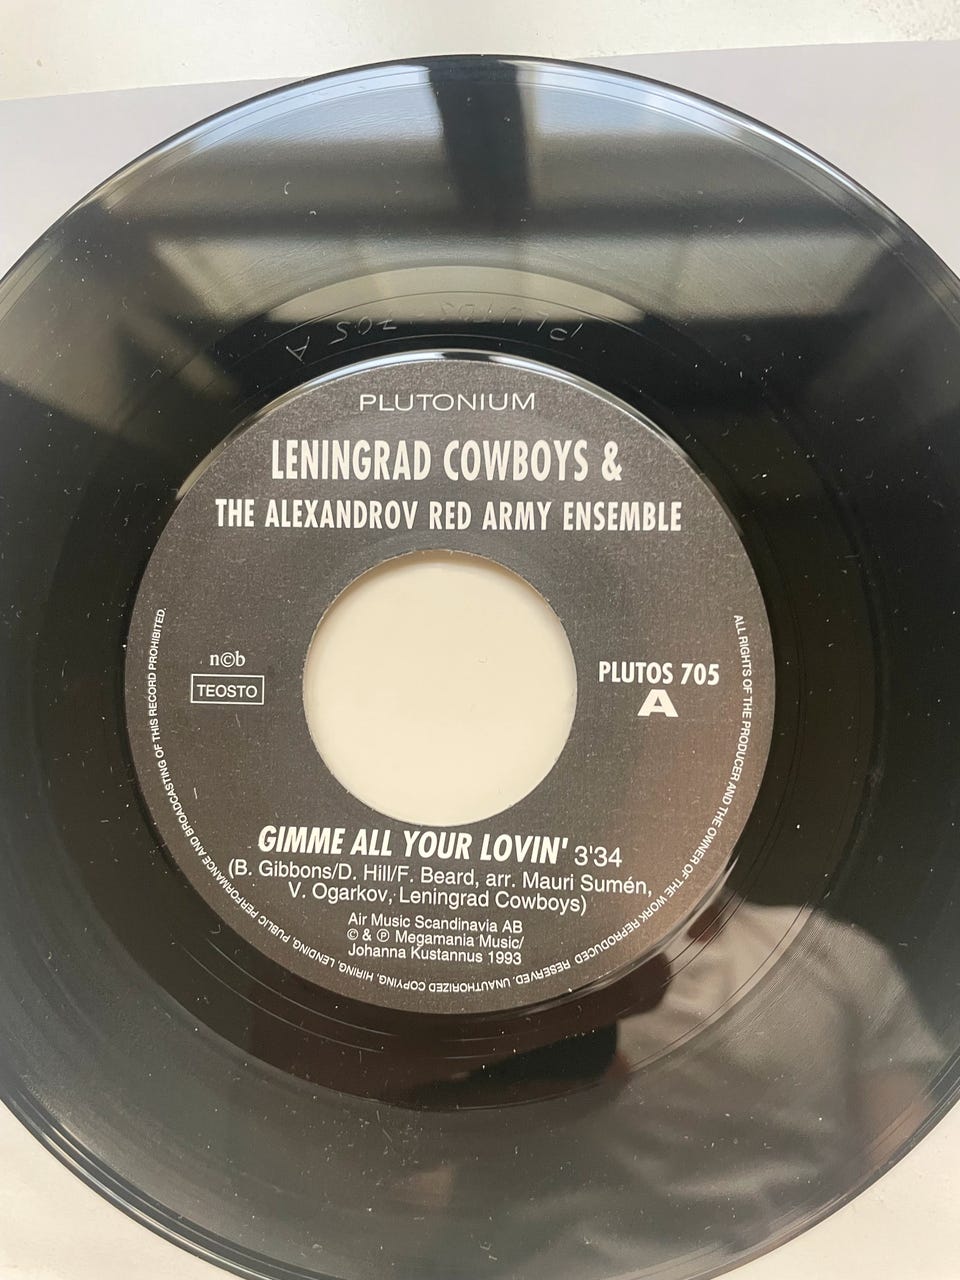 PLUTOS 705 A
PLUTONIUM
LENINGRAD COWBOYS &
THE ALEXANDROV RED ARMY ENSEMBLE
n©b
TEOSTO
PLUTOS 705
A
GIMME ALL YOUR LOVIN' 3'34
(B. Gibbons/D. Hill/F. Beard, arr. Mauri Sumén,
V. Ogarkov, Leningrad Cowboys)
Air Music Scandinavia AB
© & ℗ Megamania Music/
Johanna Kustannus 1993
ALL RIGHTS OF THE PRODUCER AND THE OWNER OF THE WORK REPRODUCED RESERVED. UNAUTHORIZED COPYING, HIRING, LENDING, PUBLIC PERFORMANCE AND BROADCASTING OF THIS RECORD PROHIBITED.